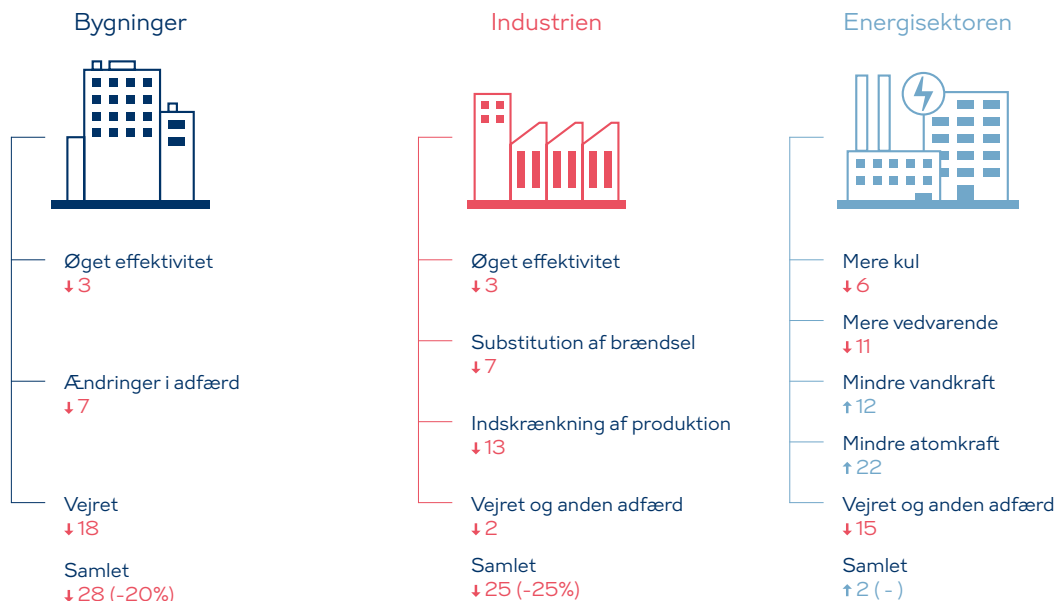 Bygninger
Øget effektivitet
↓ 3
Ændringer i adfærd
↓ 7
Vejret
↓ 18
Samlet
↓ 28 (-20%)
Industrien
Øget effektivitet
↓ 3
Substitution af brændsel
↓ 7
Indskrænkning af produktion
↓ 13
Vejret og anden adfærd
↓ 2
Samlet
↓ 25 (-25%)
Energisektoren
Mere kul
↓ 6
Mere vedvarende
↓ 11
Mindre vandkraft
↑ 12
Mindre atomkraft
↑ 22
Vejret og anden adfærd
↓ 15
Samlet
↑ 2 ( - )